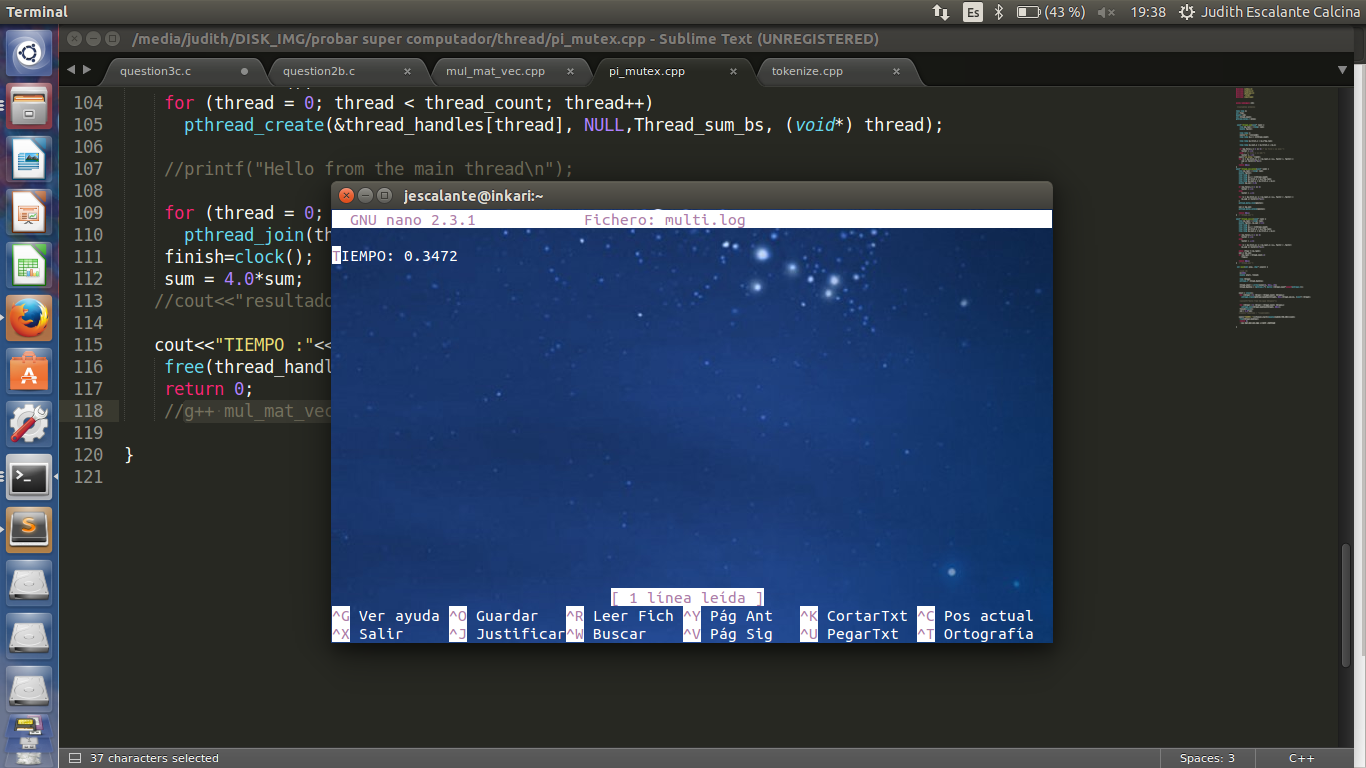 Terminal
Es
(43 %)
19:38
Judith Escalante Calcina
/media/judith/DISK_IMG/probar super computador/thread/pi_mutex.cpp - Sublime Text (UNREGISTERED)
question3c.c
question2b.c
mul_mat_vec.cpp
pi_mutex.cpp
tokenize.cpp
104 for (thread = 0; thread < thread_count; thread++)
105 pthread_create(&thread_handles[thread], NULL,Thread_sum_bs, (void*) thread);
106
107 //printf("Hello from the main thread\n");
108
109 for (thread = 0;
110 pthread_join(th
111 finish=clock();
112 sum = 4.0*sum;
113 //cout<<"resultado
114
115 cout<<"TIEMPO :"<<
116 free(thread_handl
117 return 0;
118 //g++ mul_mat_vec
119
120 }
121
jescalante@inkari:~
GNU nano 2.3.1 Fichero: multi.log
TIEMPO: 0.3472
[ 1 línea leída ]
^G Ver ayuda ^O Guardar ^R Leer Fich ^Y Pág Ant ^K CortarTxt ^C Pos actual
^X Salir ^J Justificar ^W Buscar ^V Pág Sig ^U PegarTxt ^T Ortografía
37 characters selected
Spaces: 3
C++